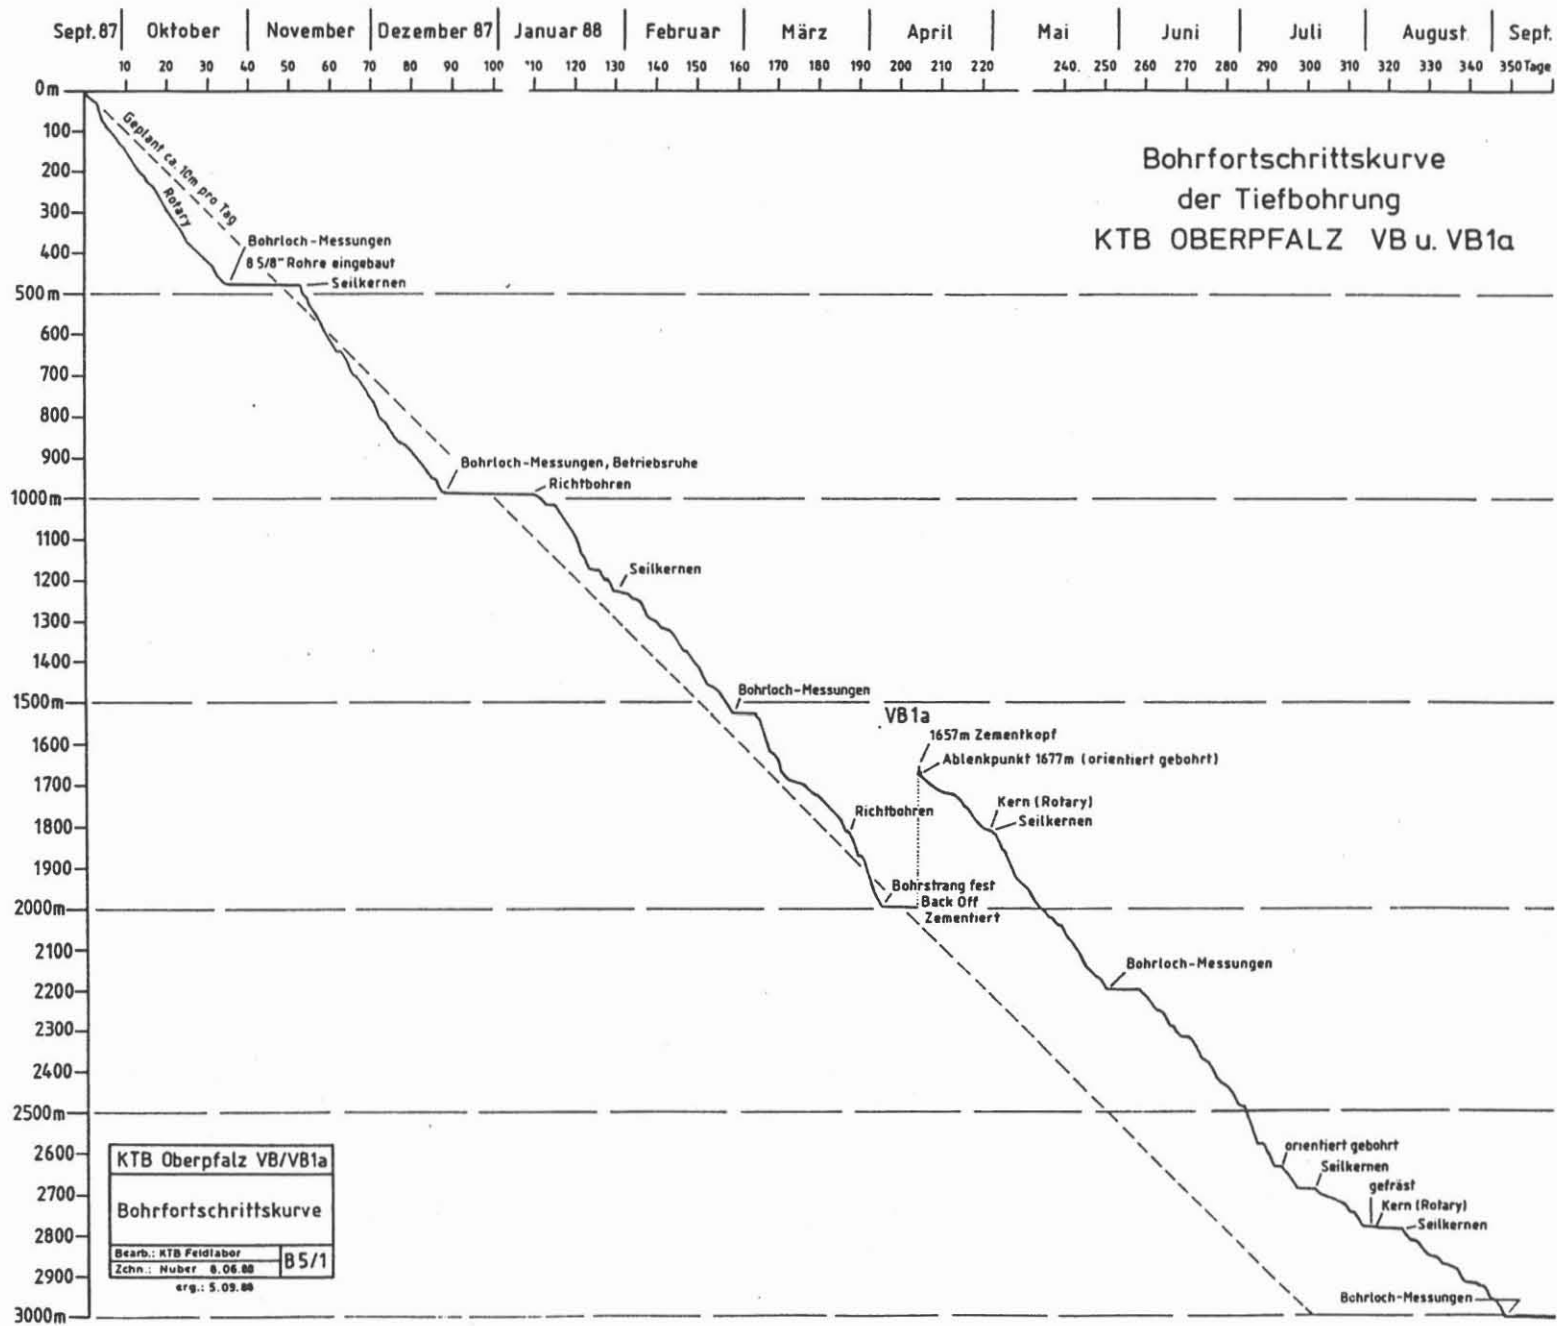 Sept. 87 Oktober November Dezember 87 Januar 88 Februar März April Mai Juni Juli August Sept.
10 20 30 40 50 60 70 80 90 100 110 120 130 140 150 160 170 180 190 200 210 220 240 250 260 270 280 290 300 310 320 330 340 350 Tage
0m
100
200
300
400
500m
600
700
800
900
1000m
1100
1200
1300
1400
1500m
1600
1700
1800
1900
2000m
2100
2200
2300
2400
2500m
2600
2700
2800
2900
3000m
Bohrfortschrittskurve
der Tiefbohrung
KTB OBERPFALZ VB u. VB1a
Geplant ca. 10m pro Tag
Rotary
Bohrloch-Messungen
8 5/8" Rohre eingebaut
Seilkernen
Bohrloch-Messungen, Betriebsruhe
Richtbohren
Seilkernen
Bohrloch-Messungen
VB1a
1657m Zementkopf
Ablenkpunkt 1677m (orientiert gebohrt)
Kern (Rotary)
Seilkernen
Richtbohren
Bohrstrang fest
Back Off
Zementiert
Bohrloch-Messungen
orientiert gebohrt
Seilkernen
gefräst
Kern (Rotary)
Seilkernen
Bohrloch-Messungen
KTB Oberpfalz VB/VB1a
Bohrfortschrittskurve
Bearb.: KTB Feldlabor
Zchn.: Nuber 8.06.88
B5/1
erg.: 5.09.88